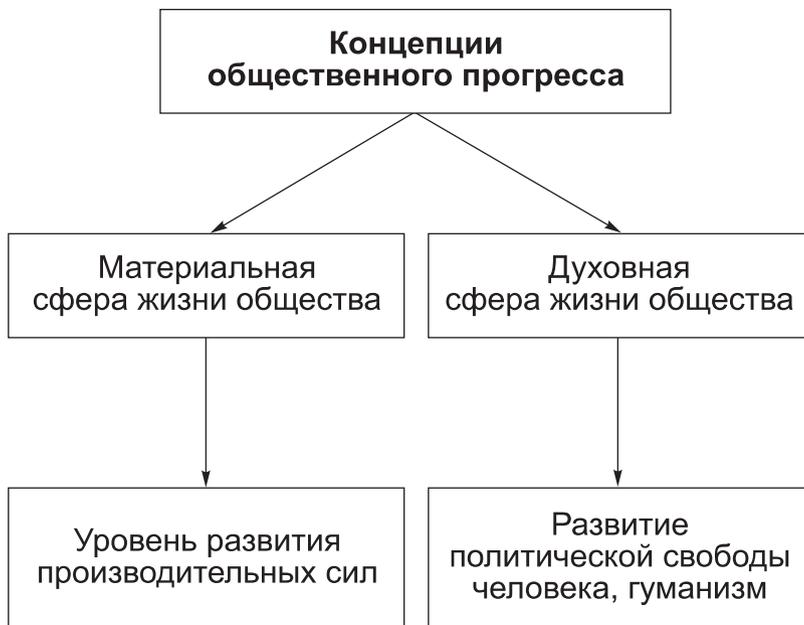 Концепции
общественного прогресса
Материальная
сфера жизни общества
Духовная
сфера жизни общества
Уровень развития
производительных сил
Развитие
политической свободы
человека, гуманизм